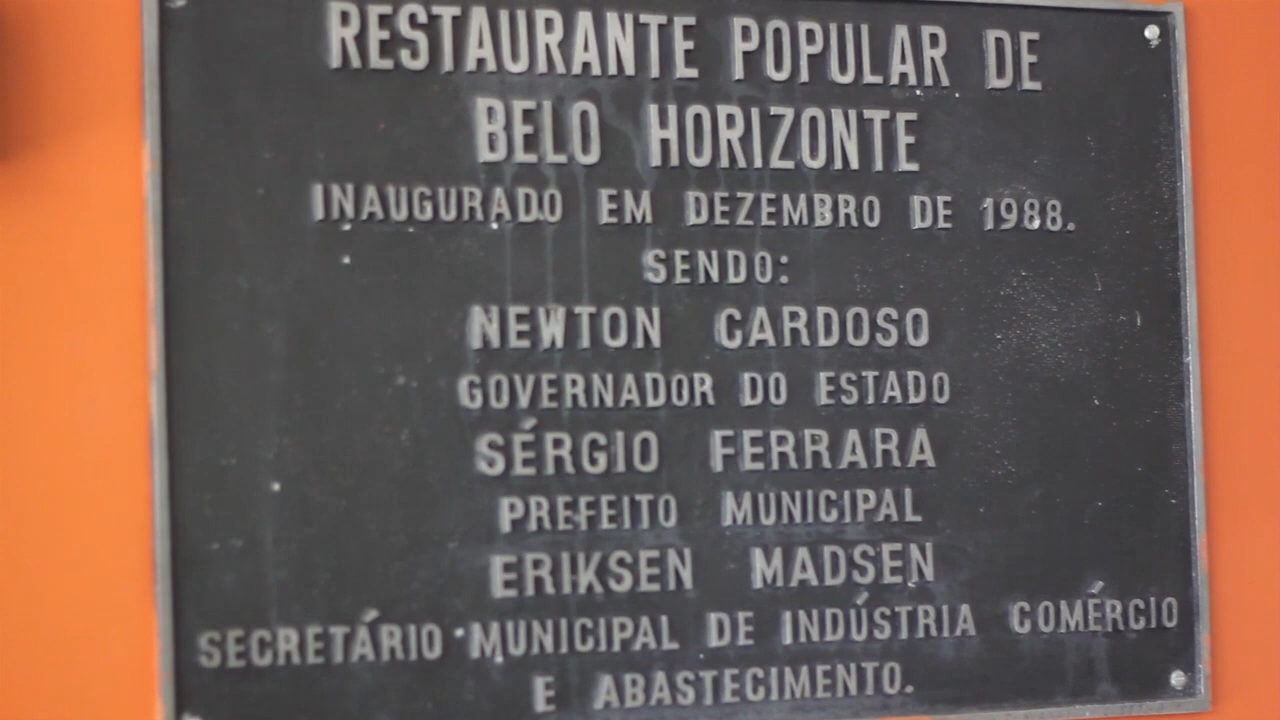 RESTAURANTE POPULAR DE
BELO HORIZONTE
INAUGURADO EM DEZEMBRO DE 1988.
SENDO:
NEWTON CARDOSO
GOVERNADOR DO ESTADO
SÉRGIO FERRARA
PREFEITO MUNICIPAL
ERIKSEN MADSEN
SECRETÁRIO MUNICIPAL DE INDÚSTRIA COMÉRCIO
E ABASTECIMENTO.